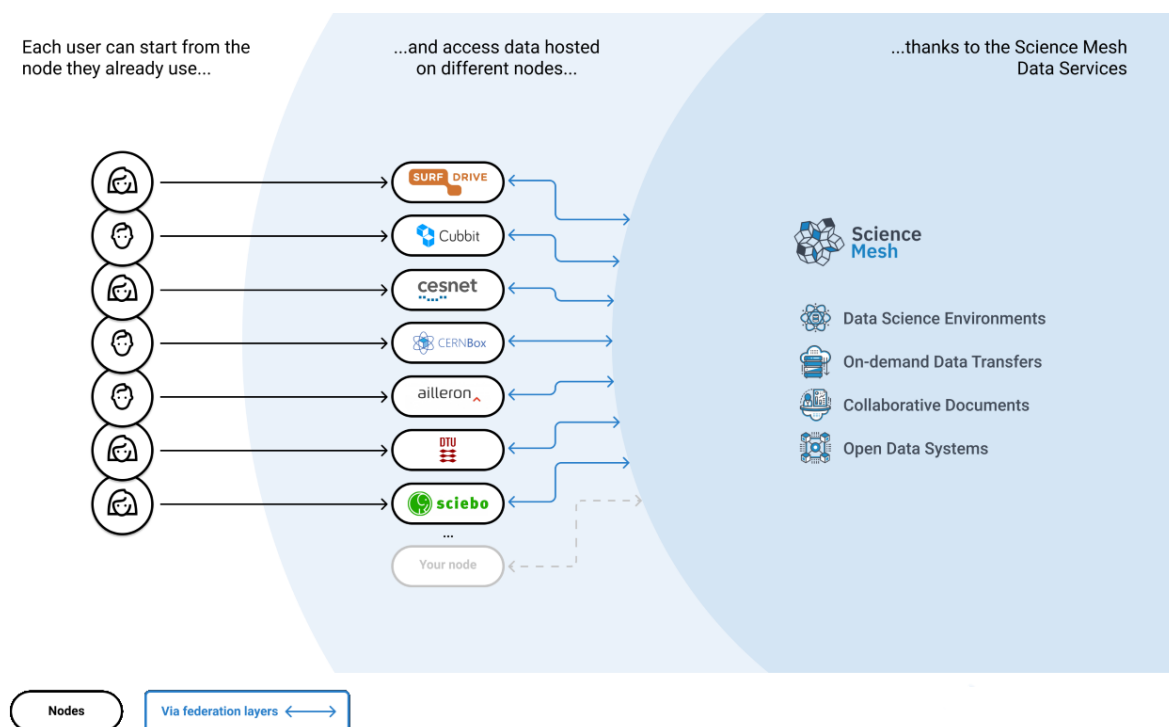 Each user can start from the
node they already use...
...and access data hosted
on different nodes...
...thanks to the Science Mesh
Data Services
SURF DRIVE
Cubbit
cesnet
CERNBox
ailleron
DTU
sciebo
...
Your node
Science
Mesh
Data Science Environments
On-demand Data Transfers
Collaborative Documents
Open Data Systems
Nodes
Via federation layers